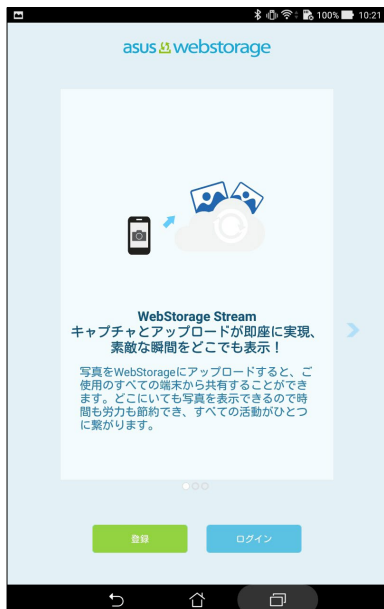 100% 10:21
asus webstorage
WebStorage Stream
キャプチャとアップロードが即座に実現、
素敵な瞬間をどこでも表示！
写真をWebStorageにアップロードすると、ご
使用のすべての端末から共有することができ
ます。どこにいても写真を表示できるので時
間も労力も節約でき、すべての活動がひとつ
に繋がります。
登録 ログイン